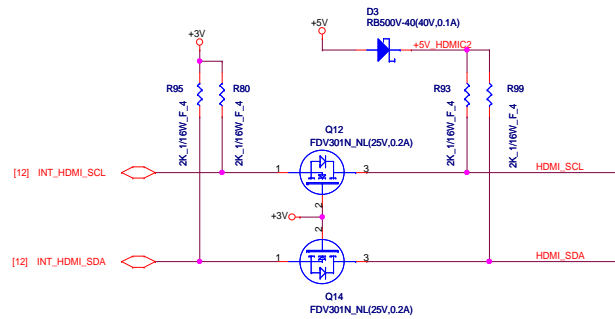 D3
RB500V-40(40V,0.1A)
+3V
+5V
+5V_HDMIC2
R95
R80
R93
R99
2K_1/16W_F_4
2K_1/16W_F_4
2K_1/16W_F_4
2K_1/16W_F_4
Q12
FDV301N_NL(25V,0.2A)
[12] INT_HDMI_SCL
1
3
HDMI_SCL
2
+3V
2
[12] INT_HDMI_SDA
1
3
HDMI_SDA
Q14
FDV301N_NL(25V,0.2A)